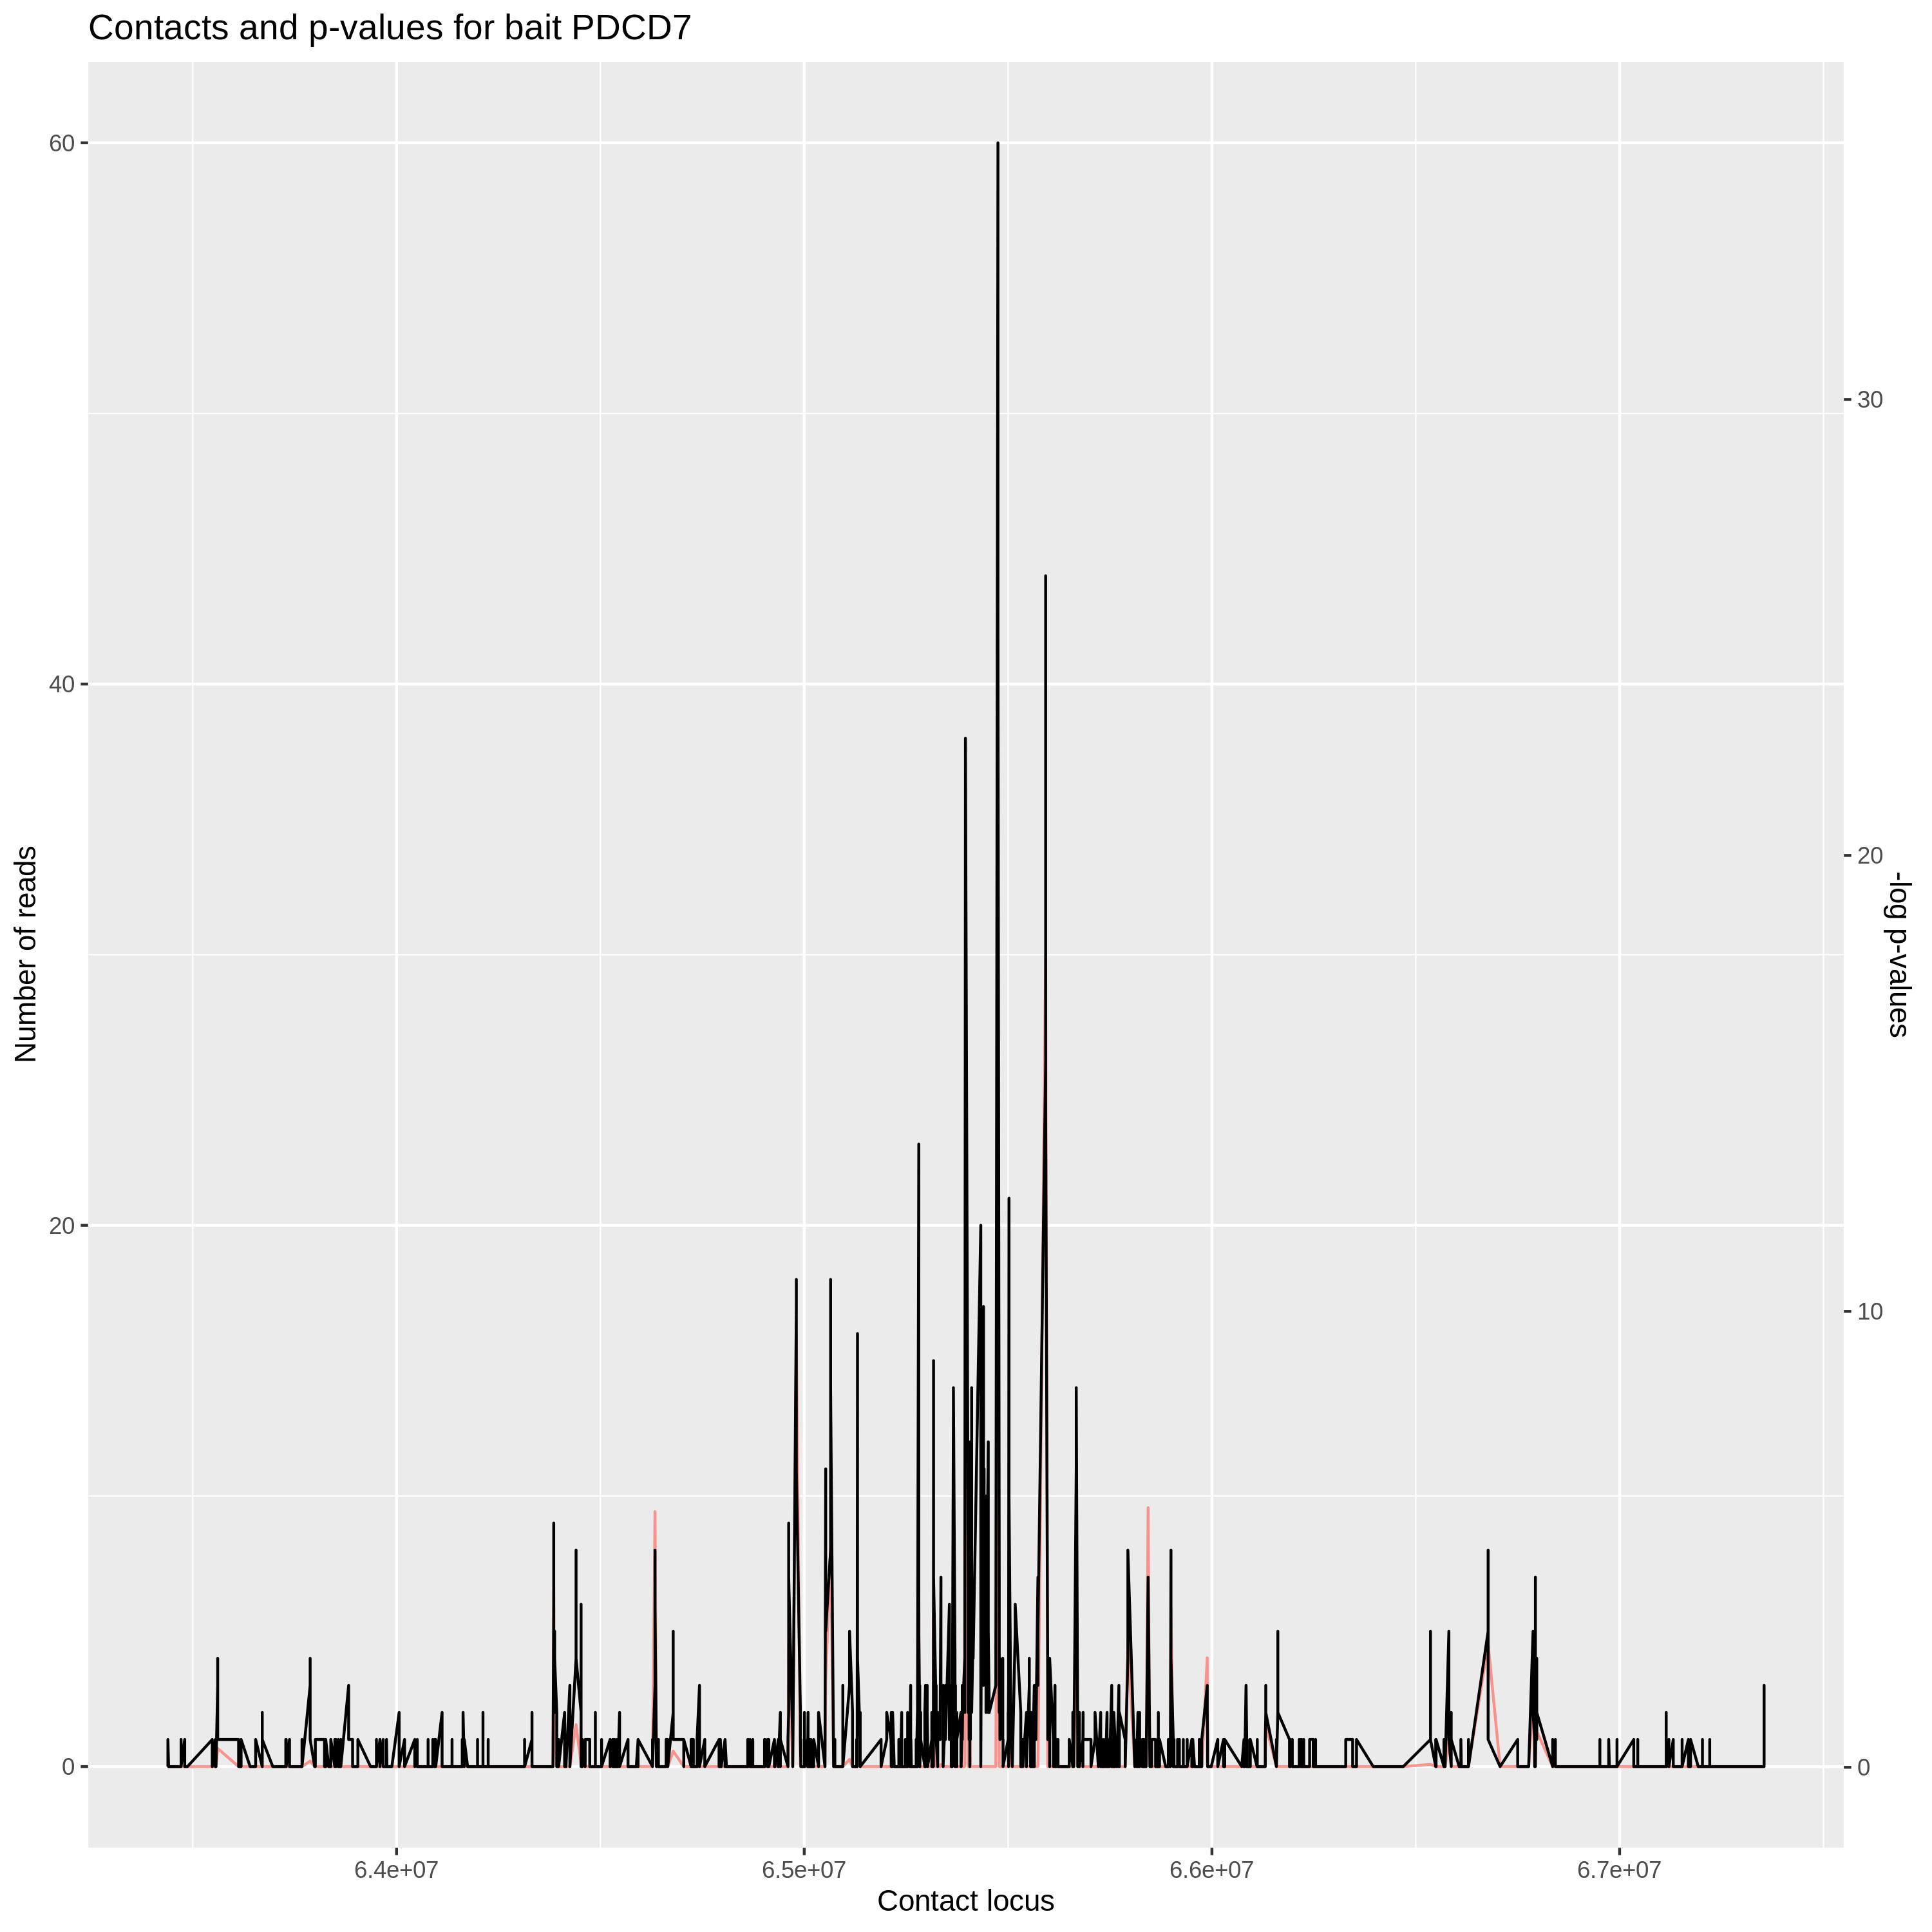 Contacts and p-values for bait PDCD7
60
40
20
0
30
20
10
0
Number of reads
-log p-values
6.4e+07
6.5e+07
6.6e+07
6.7e+07
Contact locus